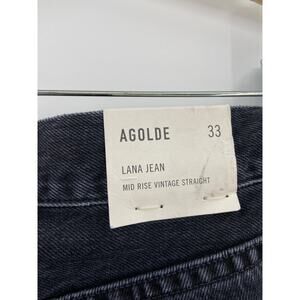 AGOLDE 33
LANA JEAN
MID RISE VINTAGE STRAIGHT